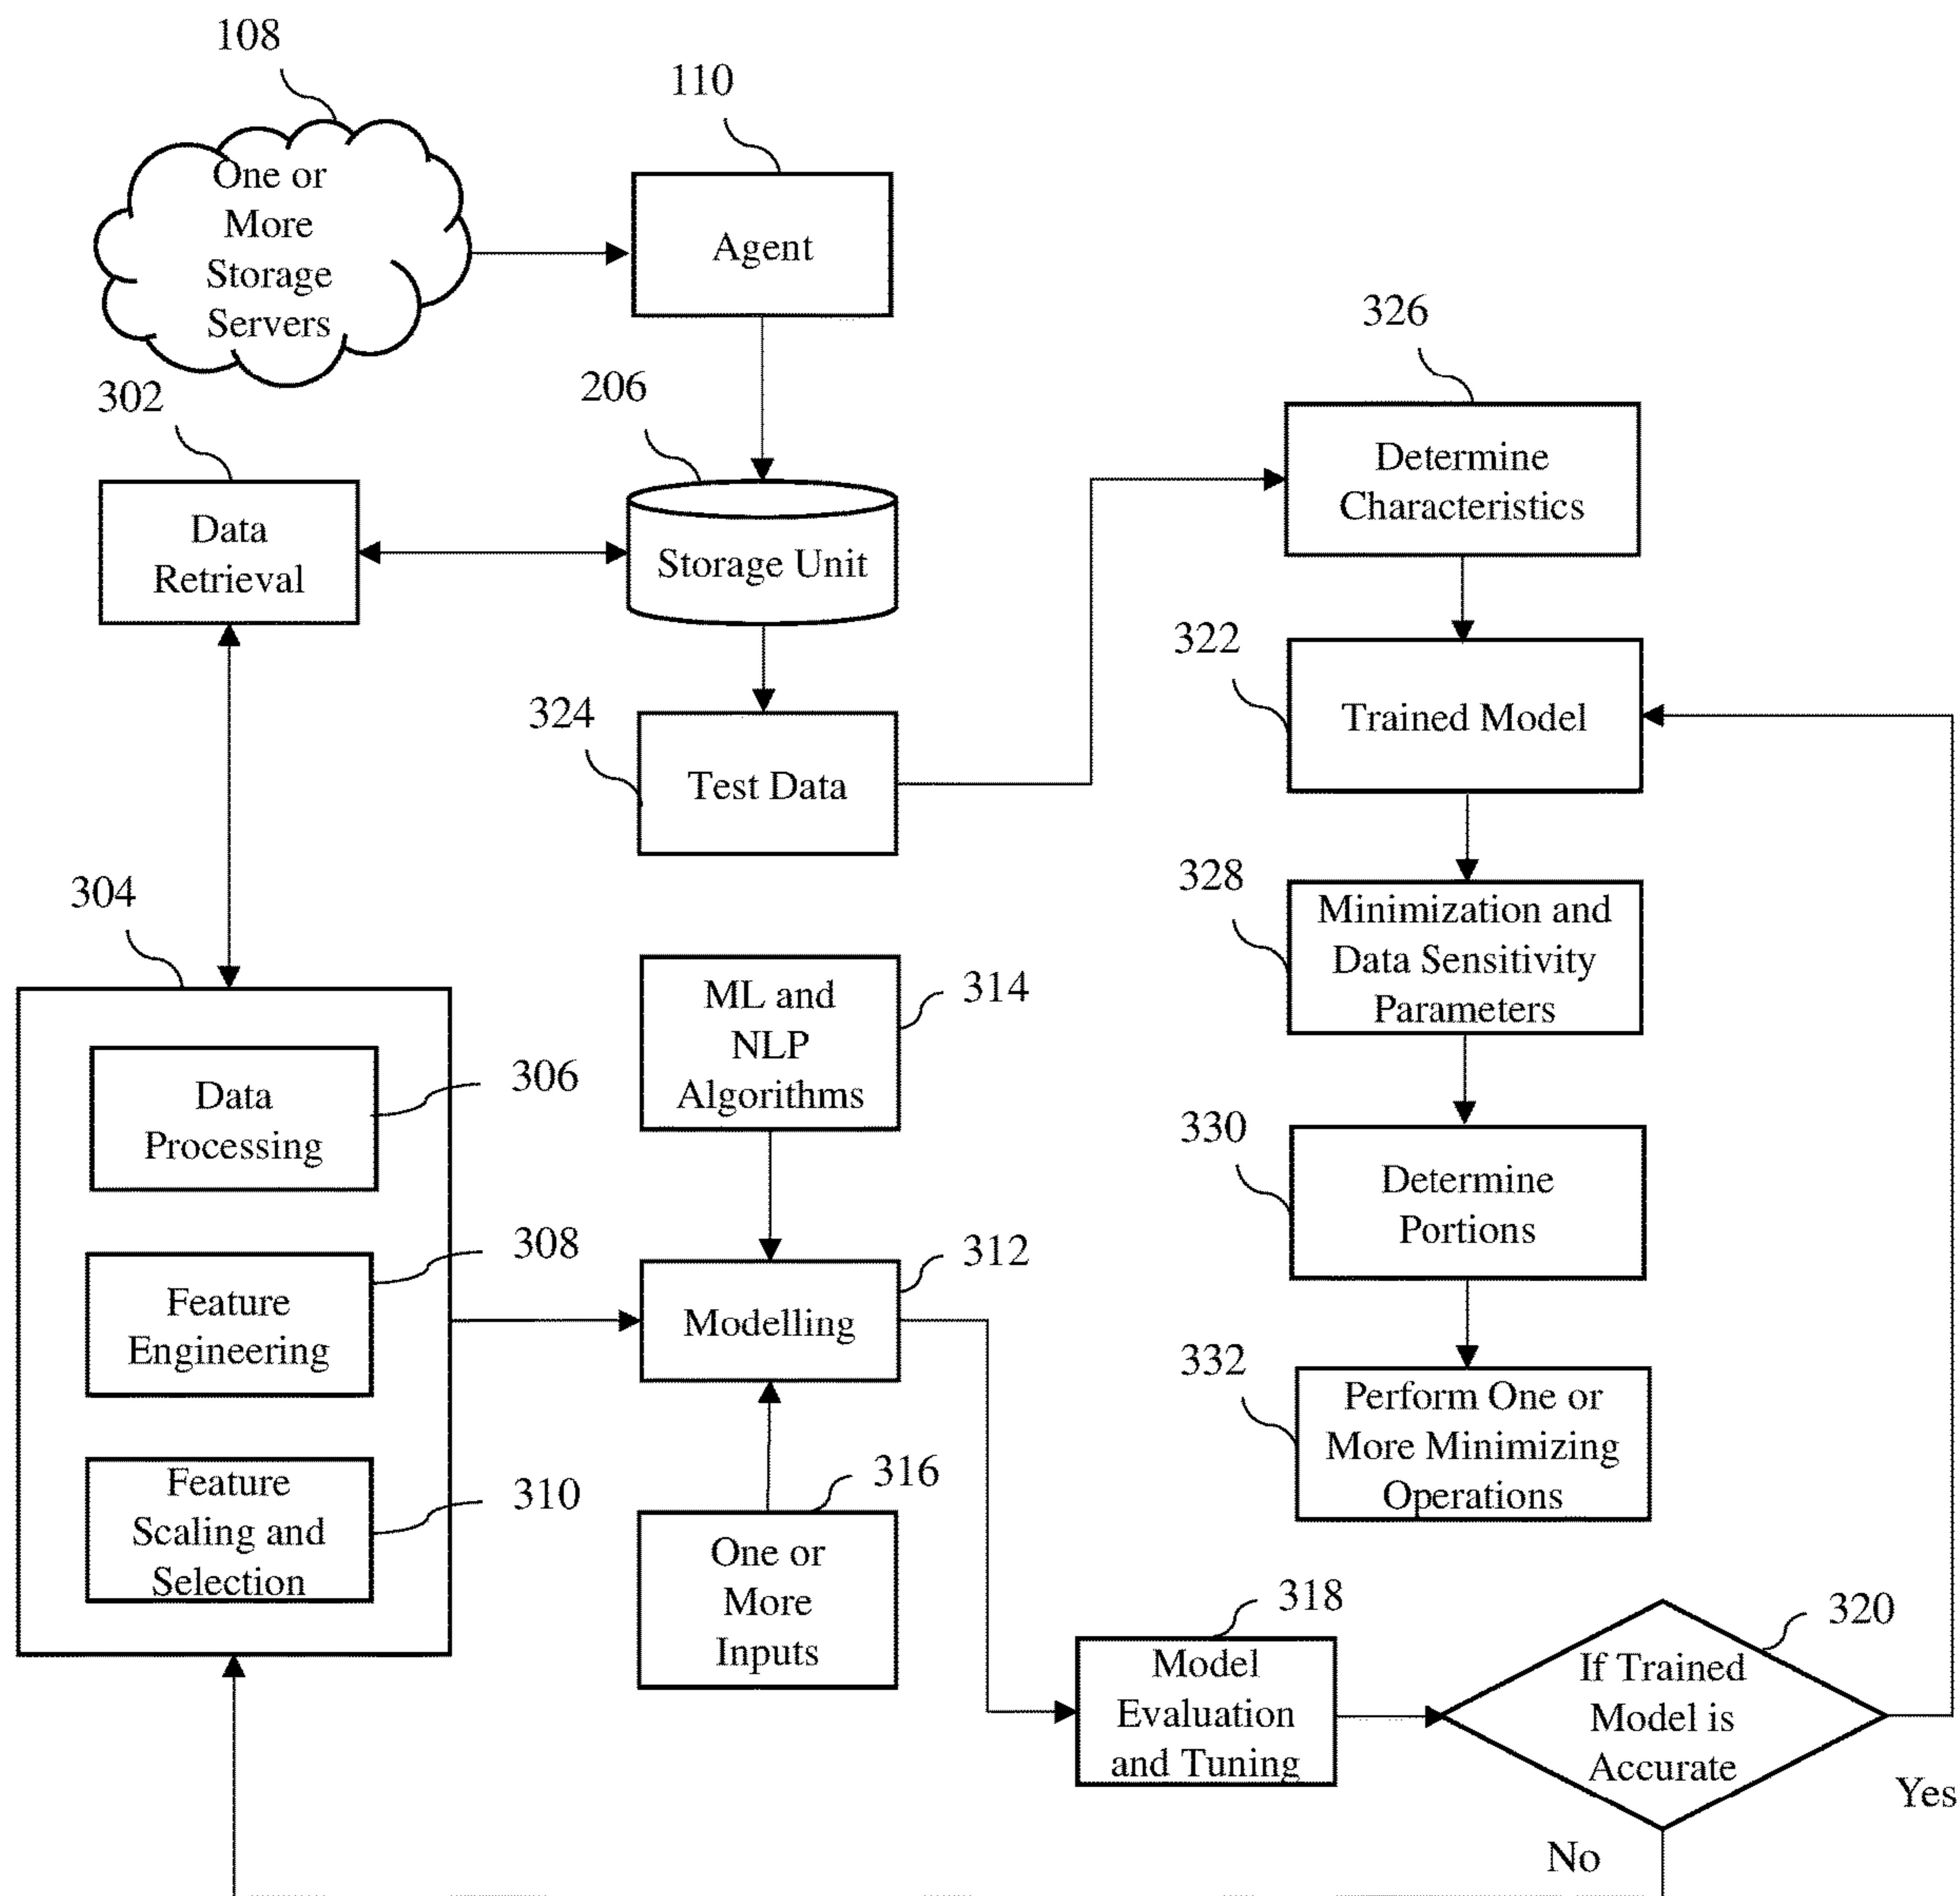 108
One or
More
Storage
Servers
110
Agent
302
Data
Retrieval
206
Storage Unit
324
Test Data
326
Determine
Characteristics
322
Trained Model
328
Minimization and
Data Sensitivity
Parameters
330
Determine
Portions
332
Perform One or
More Minimizing
Operations
304
Data
Processing
306
Feature
Engineering
308
Feature
Scaling and
Selection
310
ML and
NLP
Algorithms
314
Modelling
312
One or
More
Inputs
316
Model
Evaluation
and Tuning
318
If Trained
Model is
Accurate
320
Yes
No